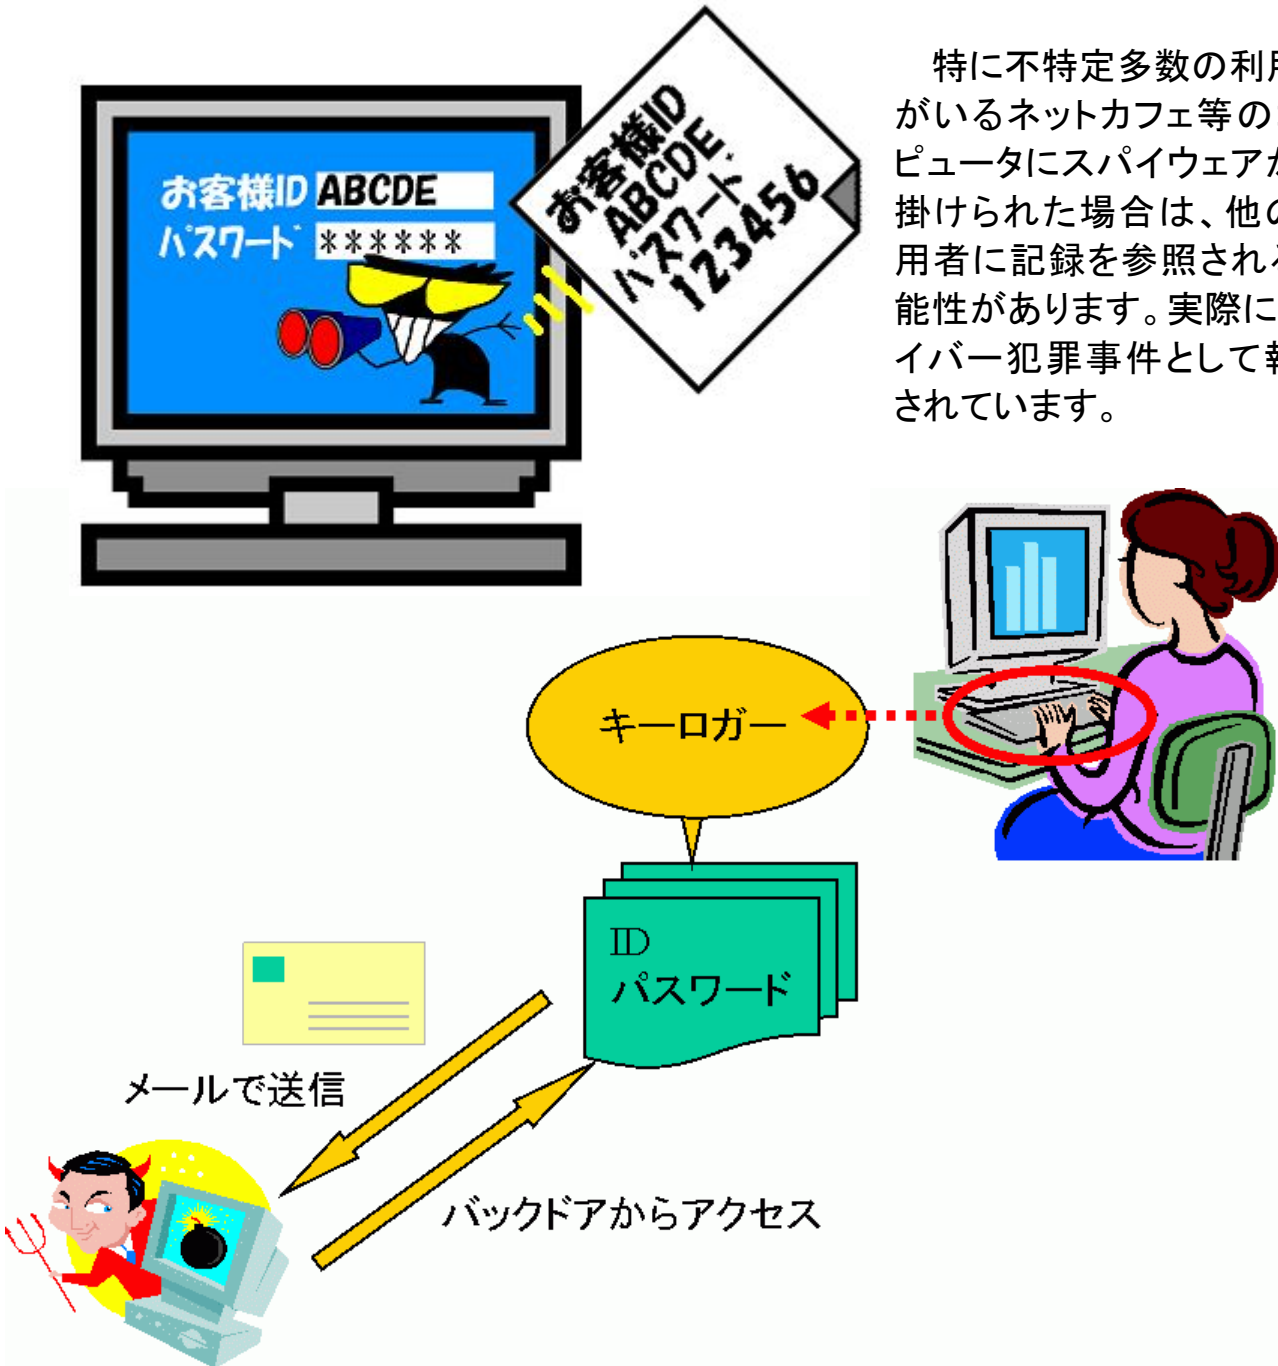 お客様ID ABCDE
パスワード ******
お客様ID
ABCDE
パスワード
123456
特に不特定多数の利用
がいるネットカフェ等の
ピュータにスパイウェアが
掛けられた場合は、他の
用者に記録を参照される
能性があります。実際に
イバー犯罪事件として報
されています。
キーロガー
ID
パスワード
メールで送信
バックドアからアクセス